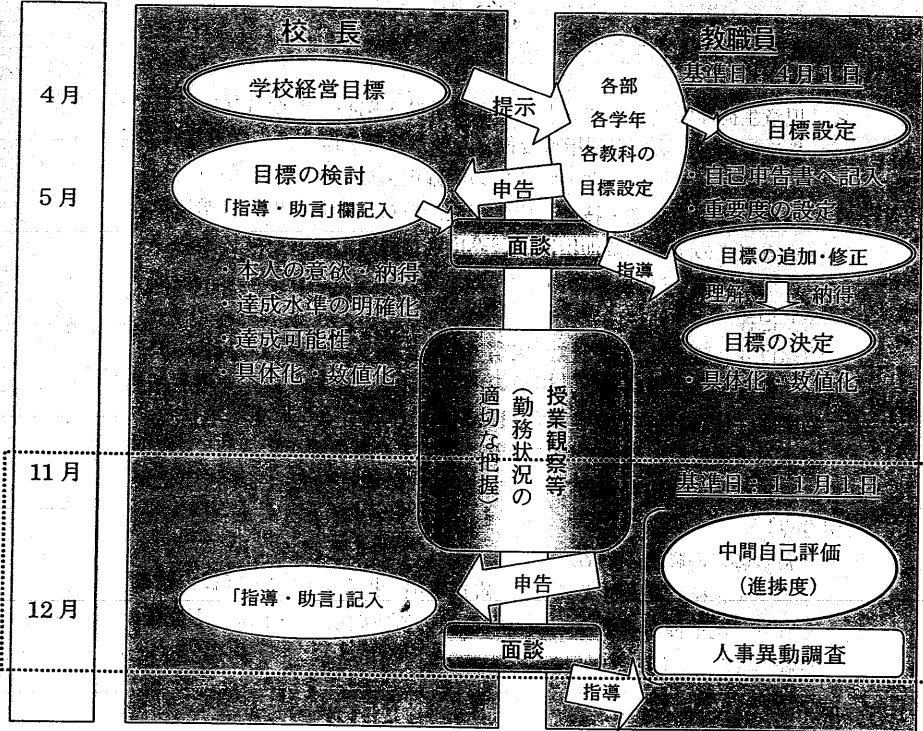 校 長
教職員
基準日:4月1日
4月
学校経営目標
提示
各部
各学年
各教科の
目標設定
目標設定
・自己申告書へ記入
・重要度の設定
5月
目標の検討
「指導・助言」欄記入
申告
面談
指導
目標の追加・修正
理解
納得
目標の決定
・具体化・数値化
・本人の意欲・納得
・達成水準の明確化
・達成可能性
・具体化・数値化
授業観察等
(勤務状況の
適切な把握)
11月
基準日:11月1日
中間自己評価
(進捗度)
12月
「指導・助言」記入
申告
面談
指導
人事異動調査